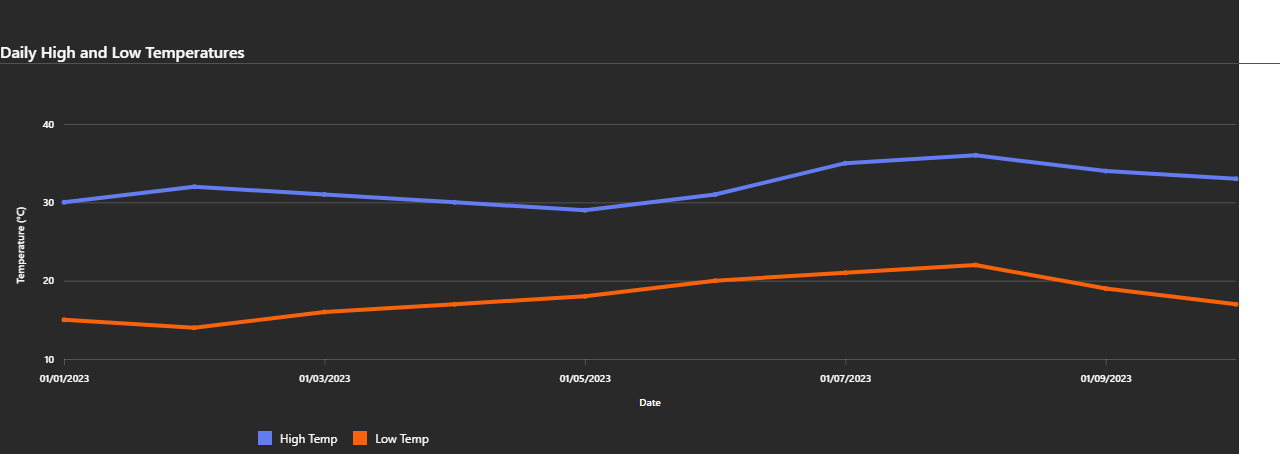 Daily High and Low Temperatures
40
30
20
10
Temperature (°C)
01/01/2023 01/03/2023 01/05/2023 01/07/2023 01/09/2023
Date
High Temp Low Temp